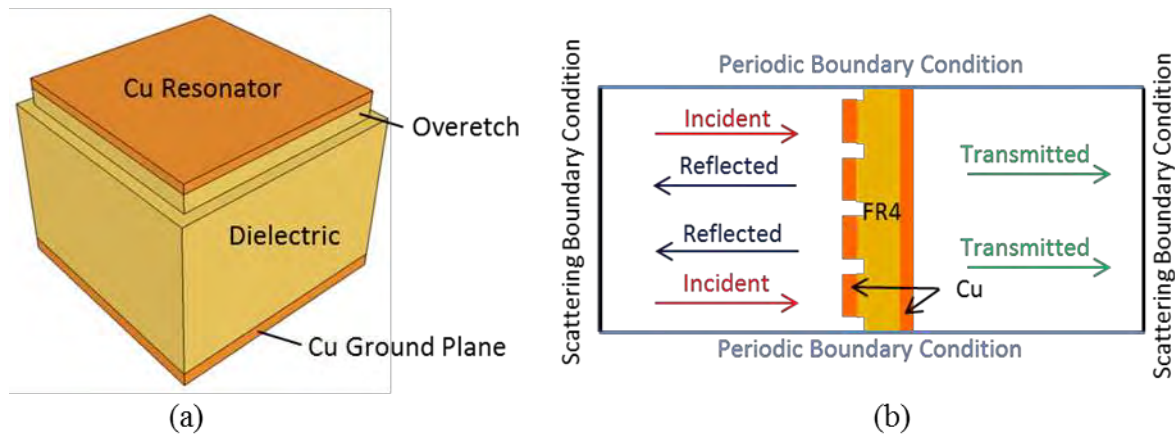 Cu Resonator
Overetch
Dielectric
Cu Ground Plane
(a)
Periodic Boundary Condition
Scattering Boundary Condition
Incident
Reflected
Reflected
Incident
FR4
Cu
Transmitted
Transmitted
Scattering Boundary Condition
Periodic Boundary Condition
(b)